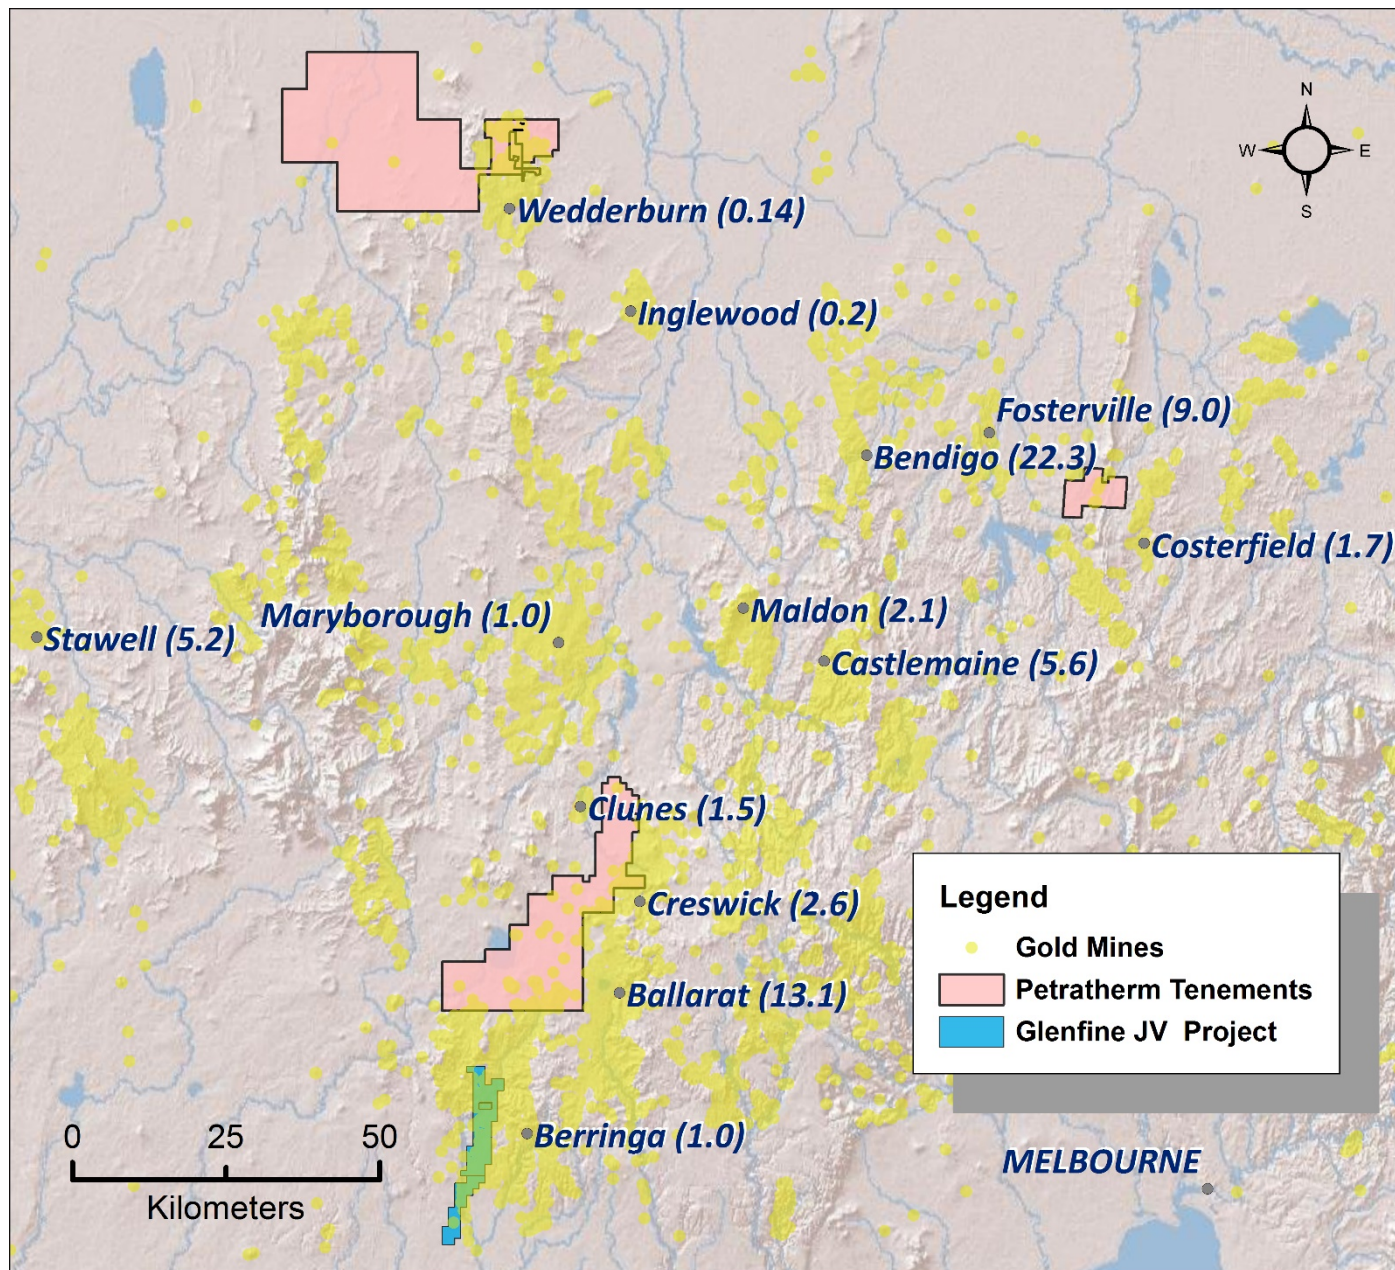 N
W E
S
Wedderburn (0.14)
Inglewood (0.2)
Fosterville (9.0)
Bendigo (22.3)
Costerfield (1.7)
Maryborough (1.0)
Maldon (2.1)
Stawell (5.2)
Castlemaine (5.6)
Clunes (1.5)
Creswick (2.6)
Ballarat (13.1)
Legend
Gold Mines
Petratherm Tenements
Glenfine JV Project
Berringa (1.0)
MELBOURNE
0 25 50
Kilometers